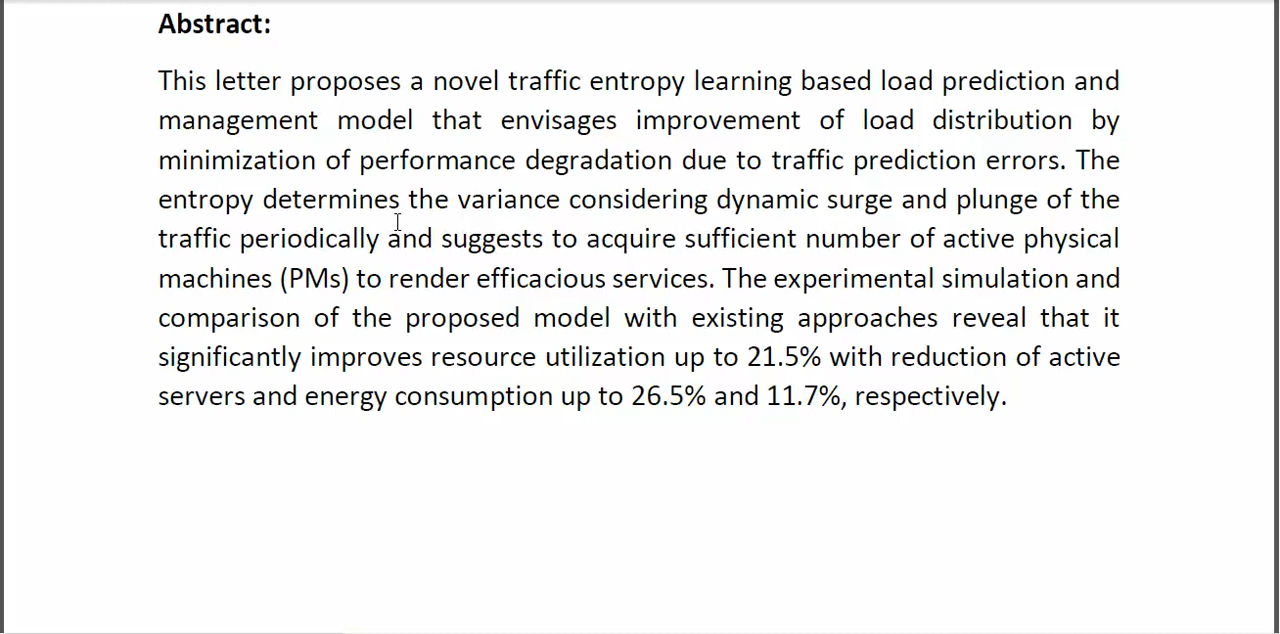 Abstract:
This letter proposes a novel traffic entropy learning based load prediction and
management model that envisages improvement of load distribution by
minimization of performance degradation due to traffic prediction errors. The
entropy determines the variance considering dynamic surge and plunge of the
traffic periodically and suggests to acquire sufficient number of active physical
machines (PMs) to render efficacious services. The experimental simulation and
comparison of the proposed model with existing approaches reveal that it
significantly improves resource utilization up to 21.5% with reduction of active
servers and energy consumption up to 26.5% and 11.7%, respectively.